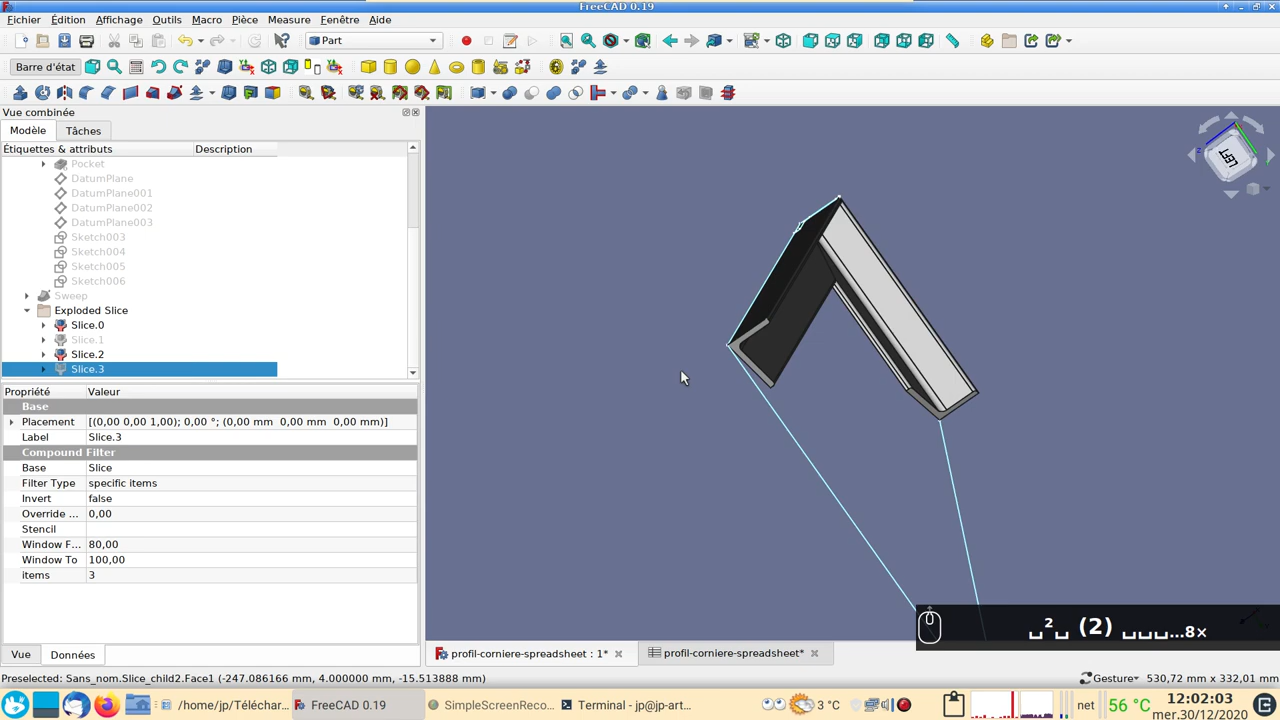 FreeCAD 0.19
Fichier Édition Affichage Outils Macro Pièce Measure Fenêtre Aide
Part
Barre d'état
Vue combinée
Modèle Tâches
Étiquettes & attributs Description
Pocket
DatumPlane
DatumPlane001
DatumPlane002
DatumPlane003
Sketch003
Sketch004
Sketch005
Sketch006
Sweep
Exploded Slice
Slice.0
Slice.1
Slice.2
Slice.3
Propriété Valeur
Base
Placement [(0,00 0,00 1,00); 0,00 °; (0,00 mm 0,00 mm 0,00 mm)]
Label Slice.3
Compound Filter
Base Slice
Filter Type specific items
Invert false
Override ... 0,00
Stencil
Window F... 80,00
Window To 100,00
items 3
LEFT
␣²␣ (2) ␣␣␣...8×
Vue Données
profil-corniere-spreadsheet : 1* profil-corniere-spreadsheet*
Preselected: Sans_nom.Slice_child2.Face1 (-247.086166 mm, 4.000000 mm, -15.513888 mm) Gesture 530,72 mm x 332,01 mm
/home/jp/Téléchar... FreeCAD 0.19 SimpleScreenReco... Terminal - jp@jp-art... 3 °C net 56 °C 12:02:03
mer.30/12/2020